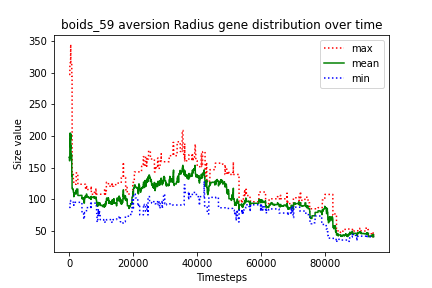 boids_59 aversion Radius gene distribution over time
350
300
250
200
150
100
50
Size value
max
mean
min
0
20000
40000
60000
80000
Timesteps